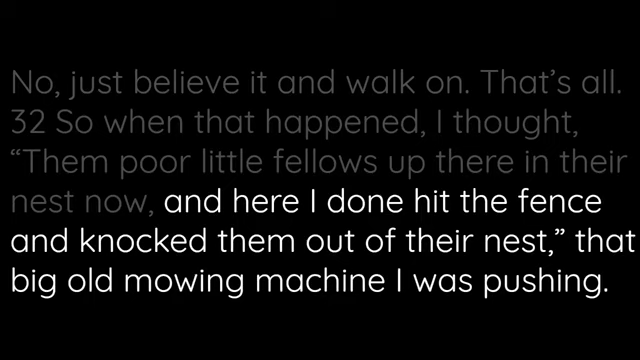 No, just believe it and walk on. That’s all.
32 So when that happened, I thought,
“Them poor little fellows up there in their
nest now, and here I done hit the fence
and knocked them out of their nest,” that
big old mowing machine I was pushing.